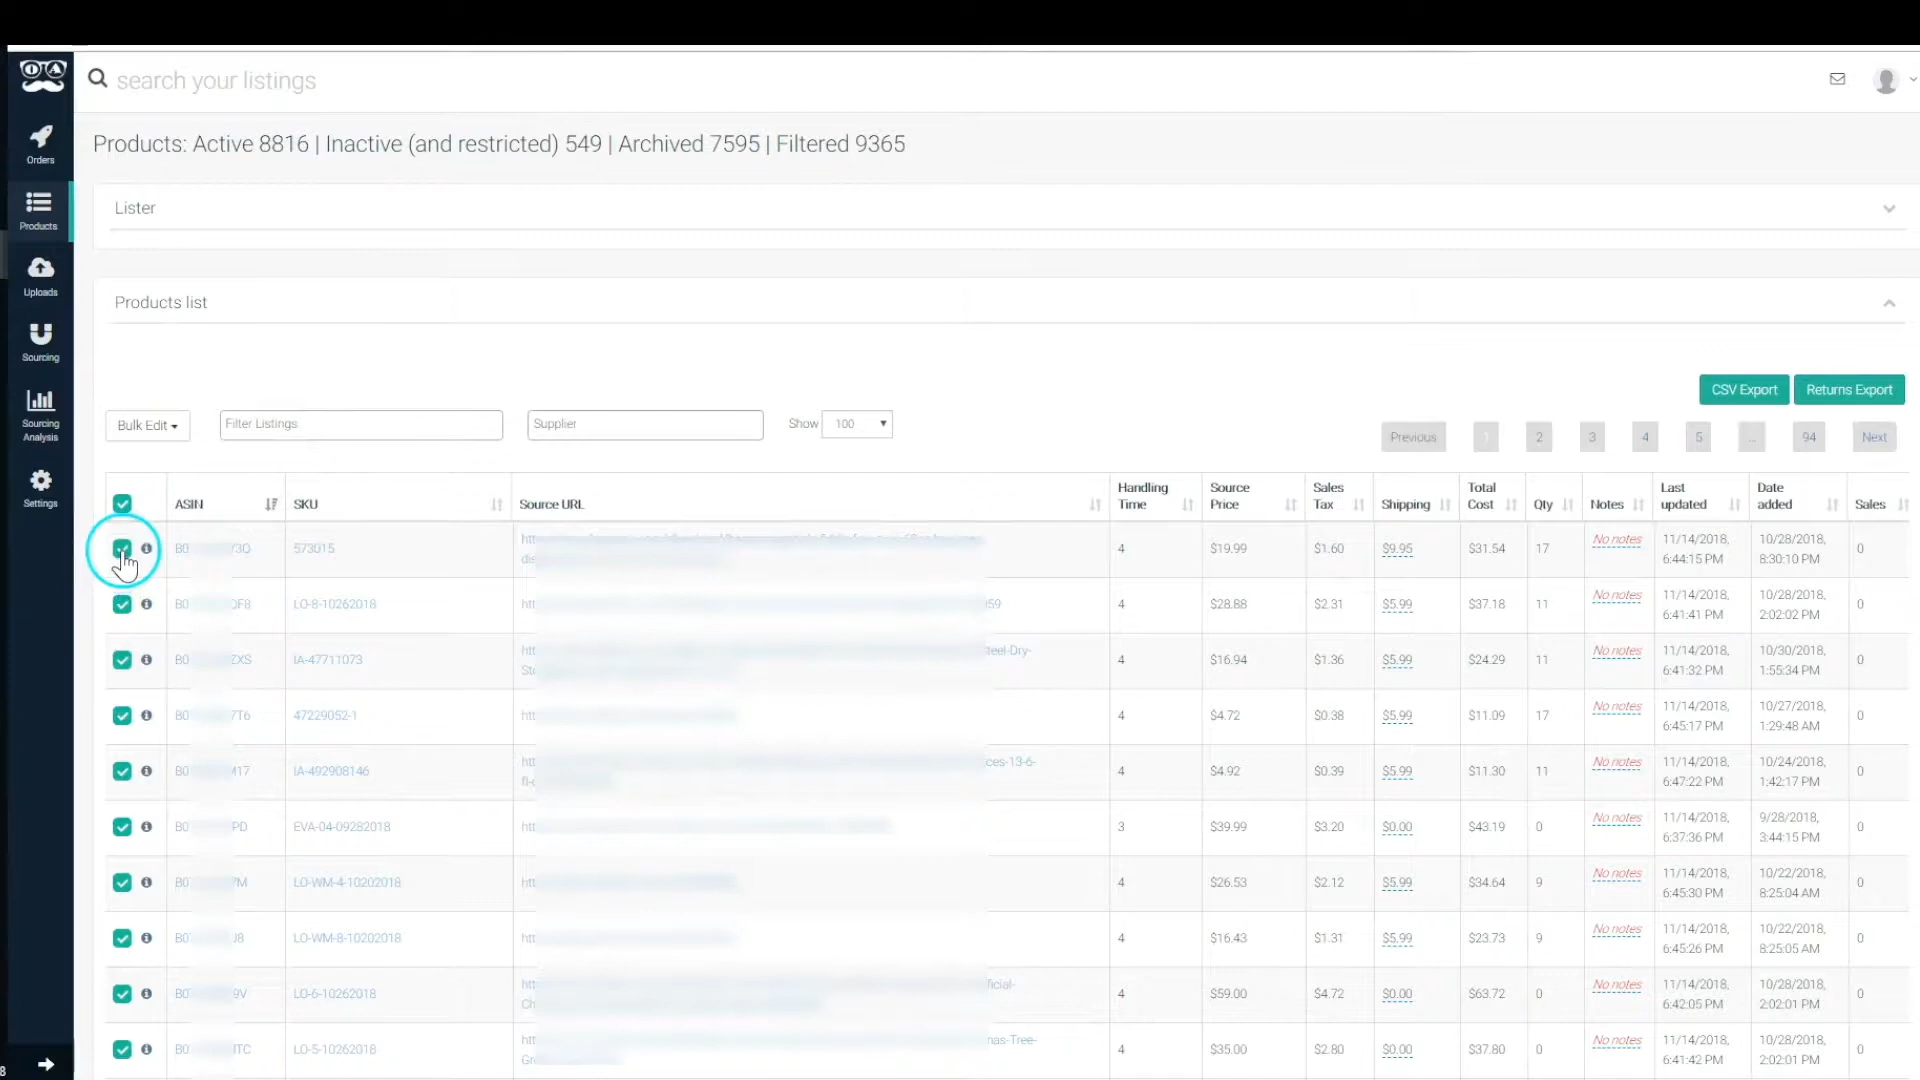 OA
search your listings
Products: Active 8816 | Inactive (and restricted) 549 | Archived 7595 | Filtered 9365
Orders
Products
Uploads
Sourcing
Sourcing Analysis
Settings
Lister
Products list
CSV Export Returns Export
Bulk Edit Filter Listings Supplier Show 100
Previous 1 2 3 4 5 ... 94 Next
ASIN SKU Source URL Handling Time Source Price Sales Tax Shipping Total Cost Qty Notes Last updated Date added Sales
573015 4 $19.99 $1.60 $9.95 $31.54 17 No notes 11/14/2018, 6:44:15 PM 10/28/2018, 8:30:10 PM 0
LO-8-10262018 4 $28.88 $2.31 $5.99 $37.18 11 No notes 11/14/2018, 6:41:41 PM 10/28/2018, 2:02:02 PM 0
IA-47711073 teel-Dry- 4 $16.94 $1.36 $5.99 $24.29 11 No notes 11/14/2018, 6:41:32 PM 10/30/2018, 1:55:34 PM 0
47229052-1 4 $4.72 $0.38 $5.99 $11.09 17 No notes 11/14/2018, 6:45:17 PM 10/27/2018, 1:29:48 AM 0
IA-492908146 ces-13-6- 4 $4.92 $0.39 $5.99 $11.30 11 No notes 11/14/2018, 6:47:22 PM 10/24/2018, 1:42:17 PM 0
EVA-04-09282018 3 $39.99 $3.20 $0.00 $43.19 0 No notes 11/14/2018, 6:37:36 PM 9/28/2018, 3:44:15 PM 0
LO-WM-4-10202018 4 $26.53 $2.12 $5.99 $34.64 9 No notes 11/14/2018, 6:45:30 PM 10/22/2018, 8:25:04 AM 0
LO-WM-8-10202018 4 $16.43 $1.31 $5.99 $23.73 9 No notes 11/14/2018, 6:45:26 PM 10/22/2018, 8:25:05 AM 0
LO-6-10262018 ficial- 4 $59.00 $4.72 $0.00 $63.72 0 No notes 11/14/2018, 6:42:05 PM 10/28/2018, 2:02:01 PM 0
LO-5-10262018 nas-Tree- 4 $35.00 $2.80 $0.00 $37.80 0 No notes 11/14/2018, 6:41:42 PM 10/28/2018, 2:02:01 PM 0